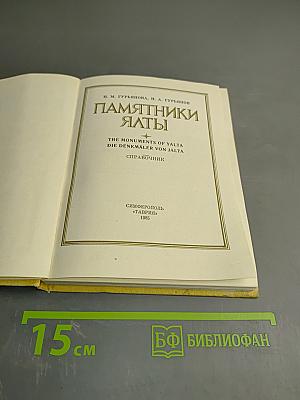 Н. М. ГУРЬЯНОВА, Н. А. ГУРЬЯНОВ
ПАМЯТНИКИ
ЯЛТЫ
THE MONUMENTS OF YALTA
DIE DENKMÄLER VON JALTA
СПРАВОЧНИК
СИМФЕРОПОЛЬ
«ТАВРИЯ»
1985
15 см
БФ БИБЛИОФАН